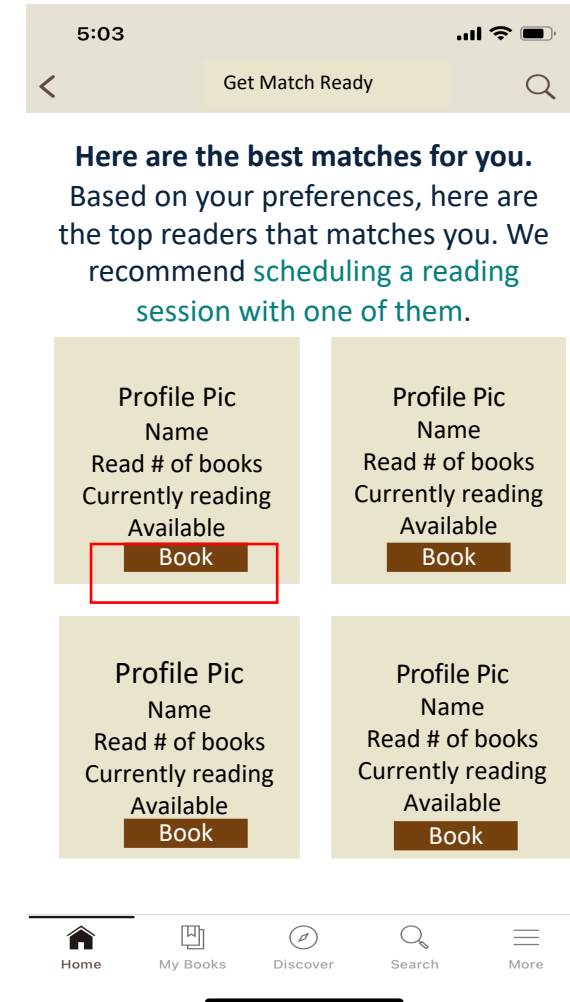 5:03
Get Match Ready
Here are the best matches for you.
Based on your preferences, here are
the top readers that matches you. We
recommend scheduling a reading
session with one of them.
Profile Pic
Name
Read # of books
Currently reading
Available
Book
Profile Pic
Name
Read # of books
Currently reading
Available
Book
Profile Pic
Name
Read # of books
Currently reading
Available
Book
Profile Pic
Name
Read # of books
Currently reading
Available
Book
Home My Books Discover Search More